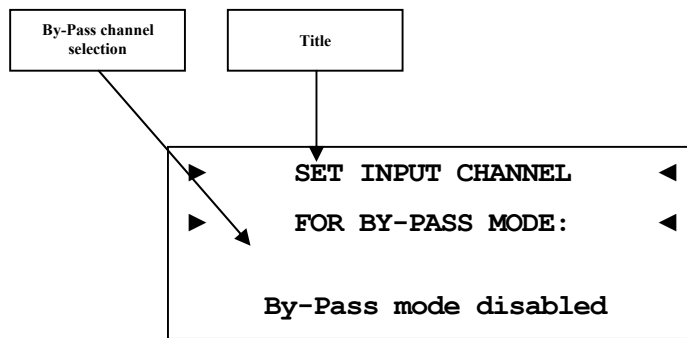 By-Pass channel
selection
Title
► SET INPUT CHANNEL ◄
► FOR BY-PASS MODE: ◄
By-Pass mode disabled